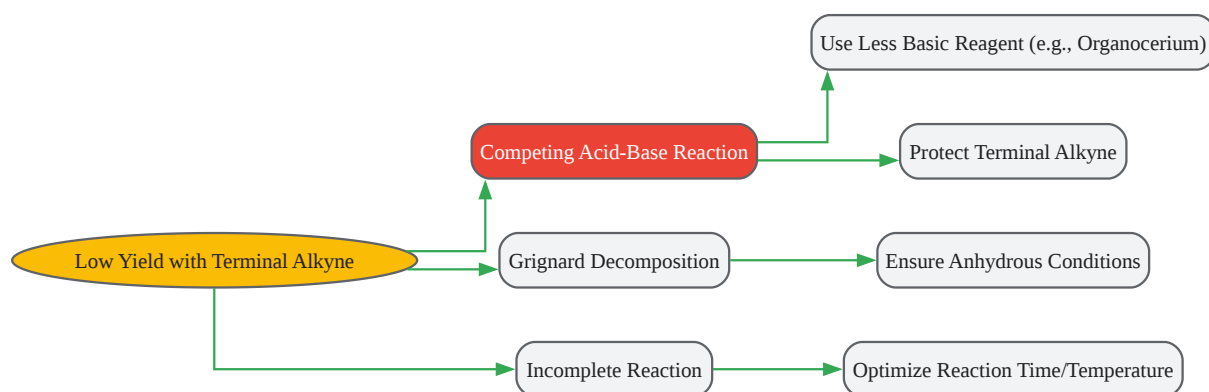 Use Less Basic Reagent (e.g., Organocerium)
Competing Acid-Base Reaction
Protect Terminal Alkyne
Low Yield with Terminal Alkyne
Grignard Decomposition
Ensure Anhydrous Conditions
Incomplete Reaction
Optimize Reaction Time/Temperature